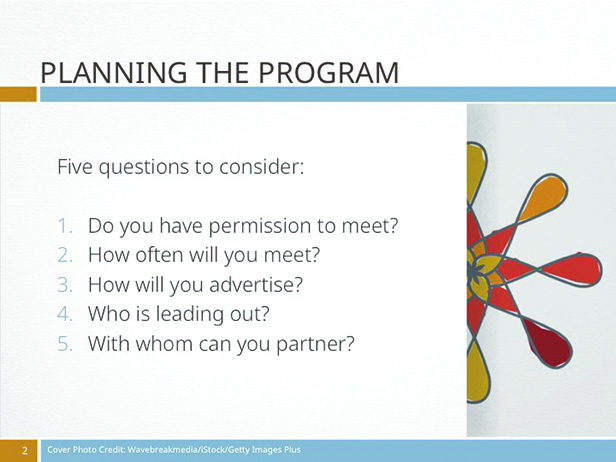 PLANNING THE PROGRAM
Five questions to consider:
1. Do you have permission to meet?
2. How often will you meet?
3. How will you advertise?
4. Who is leading out?
5. With whom can you partner?
2 Cover Photo Credit: Wavebreakmedia/iStock/Getty Images Plus